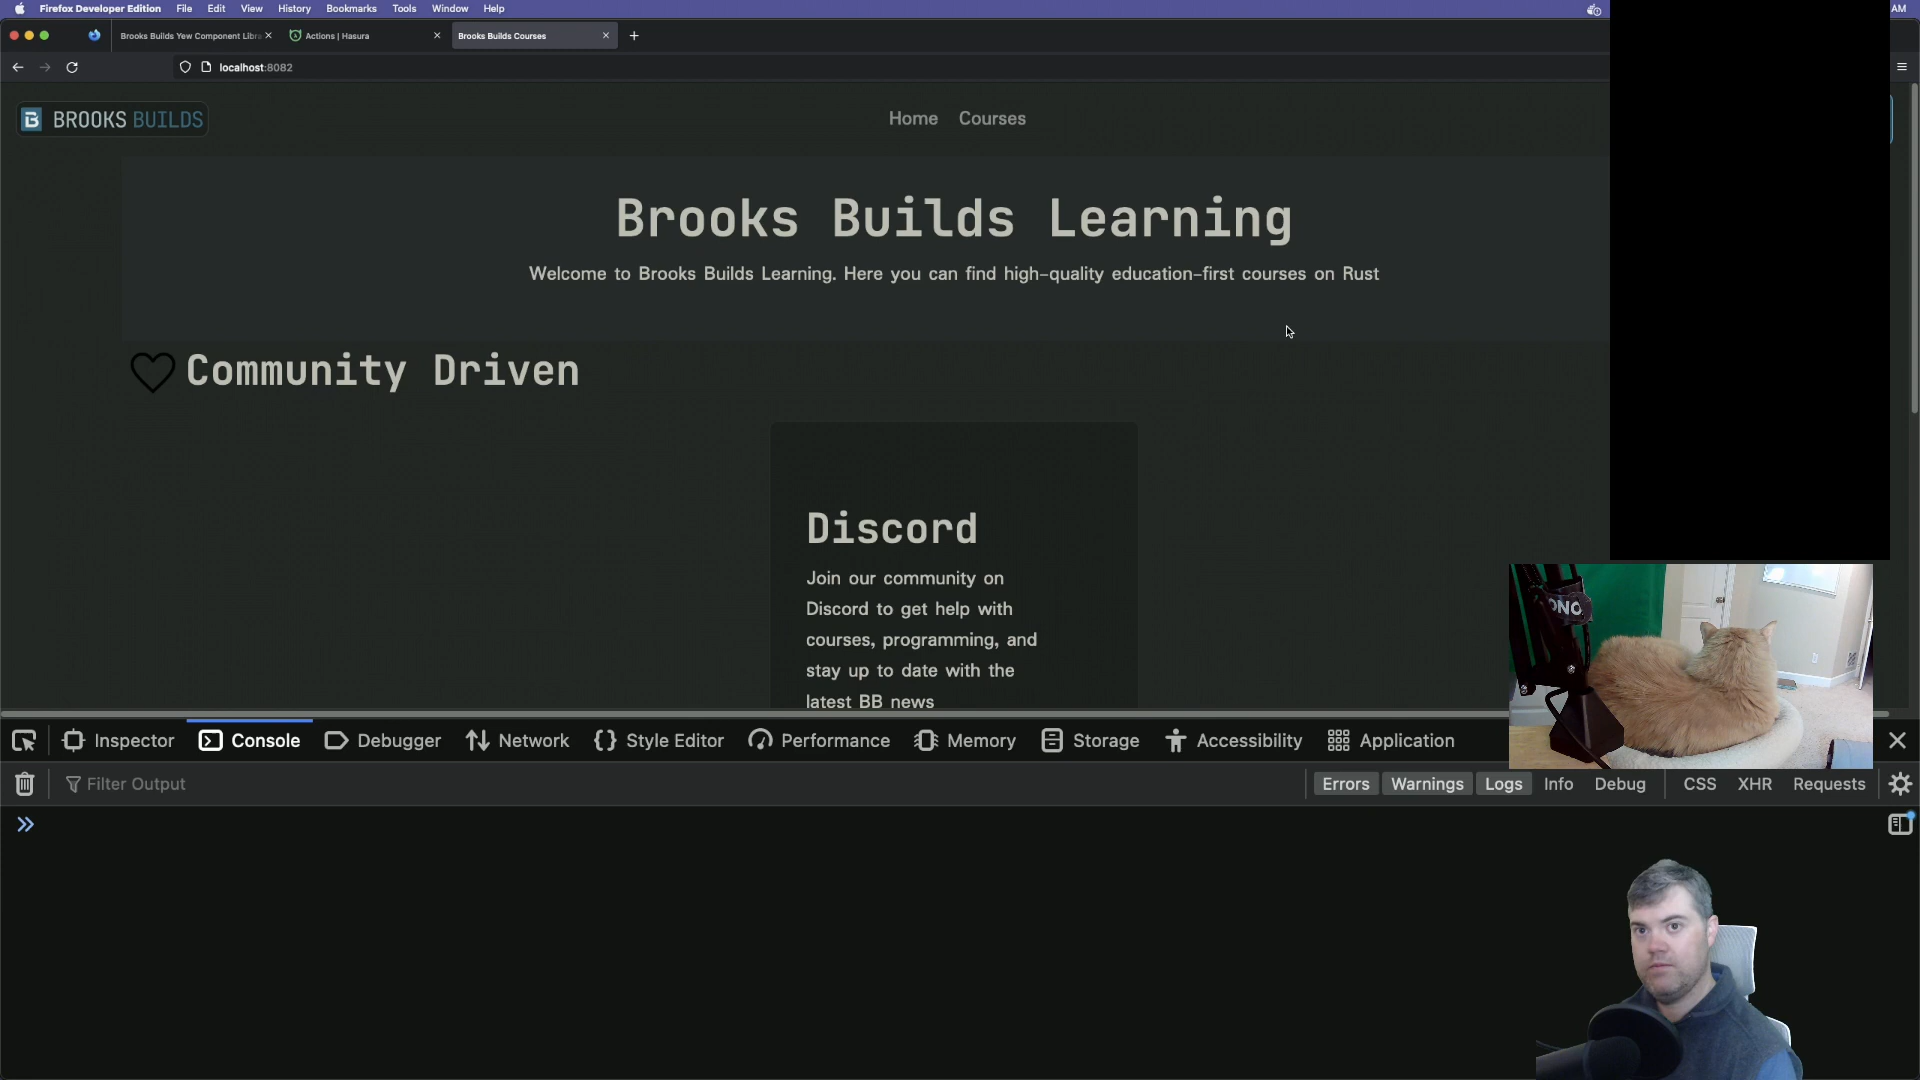 Firefox Developer Edition File Edit View History Bookmarks Tools Window Help AM
Brooks Builds Yew Component Libra Actions | Hasura Brooks Builds Courses
localhost:8082
BROOKS BUILDS Home Courses
Brooks Builds Learning
Welcome to Brooks Builds Learning. Here you can find high-quality education-first courses on Rust
Community Driven
Discord
Join our community on
Discord to get help with
courses, programming, and
stay up to date with the
latest BB news
ONO
Inspector Console Debugger Network Style Editor Performance Memory Storage Accessibility Application
Filter Output Errors Warnings Logs Info Debug CSS XHR Requests